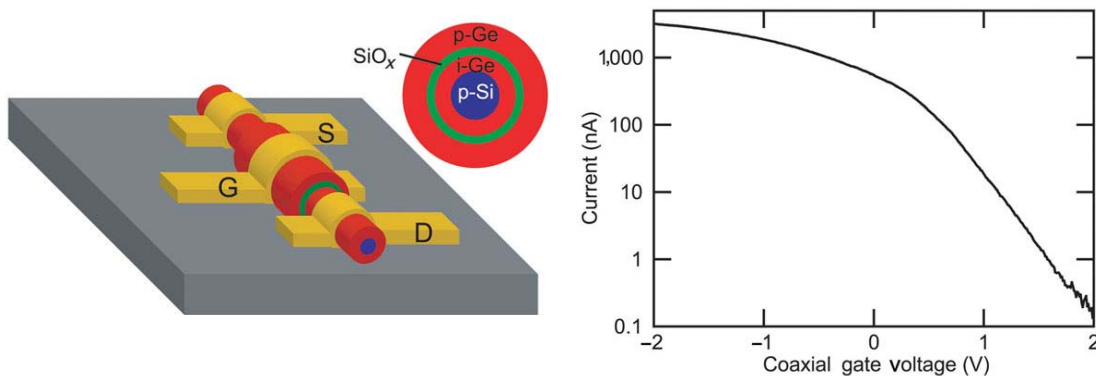 p-Ge
SiOx
i-Ge
p-Si
S
G
D
Current (nA)
1,000
100
10
1
0.1
–2
–1
0
1
2
Coaxial gate voltage (V)